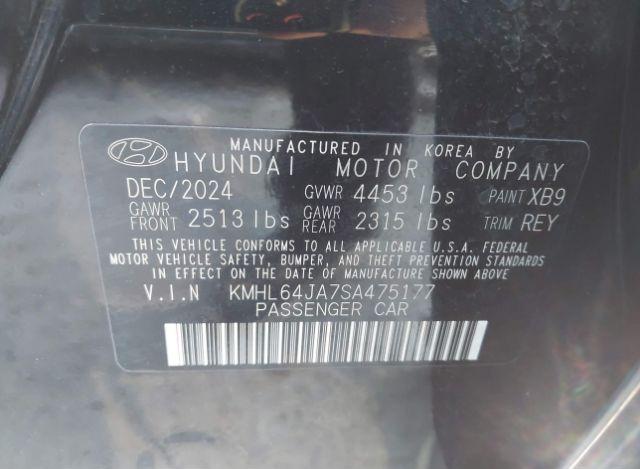 MANUFACTURED IN KOREA BY
HYUNDAI MOTOR COMPANY
DEC/2024 GVWR 4453 lbs PAINT XB9
GAWR FRONT 2513 lbs GAWR REAR 2315 lbs TRIM REY
THIS VEHICLE CONFORMS TO ALL APPLICABLE U.S.A. FEDERAL
MOTOR VEHICLE SAFETY, BUMPER, AND THEFT PREVENTION STANDARDS
IN EFFECT ON THE DATE OF MANUFACTURE SHOWN ABOVE
V.I.N KMHL64JA7SA475177
PASSENGER CAR